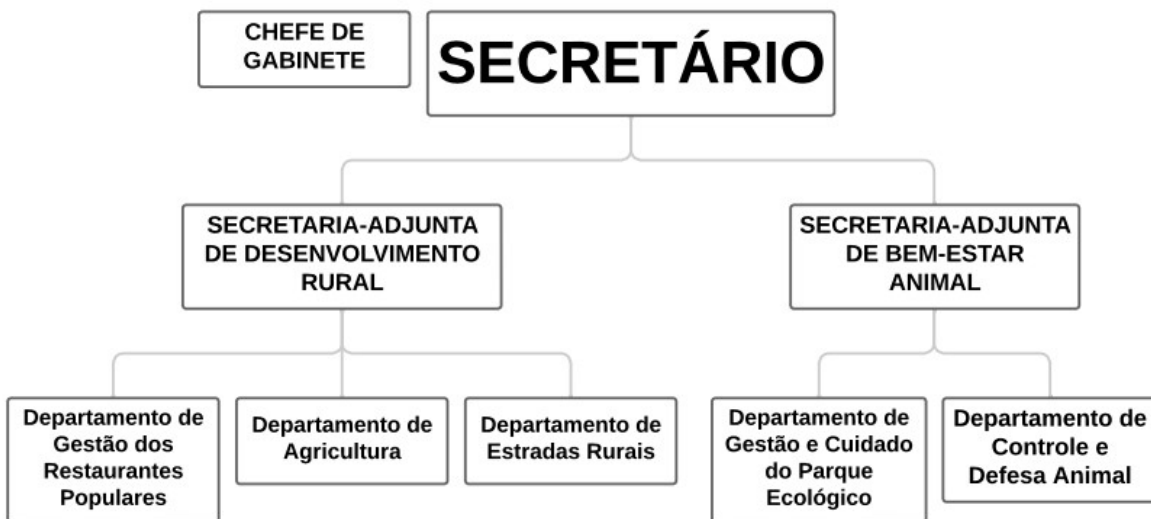 CHEFE DE
GABINETE
SECRETÁRIO
SECRETARIA-ADJUNTA
DE DESENVOLVIMENTO
RURAL
SECRETARIA-ADJUNTA
DE BEM-ESTAR
ANIMAL
Departamento de
Gestão dos
Restaurantes
Populares
Departamento de
Agricultura
Departamento de
Estradas Rurais
Departamento de
Gestão e Cuidado
do Parque
Ecológico
Departamento de
Controle e
Defesa Animal